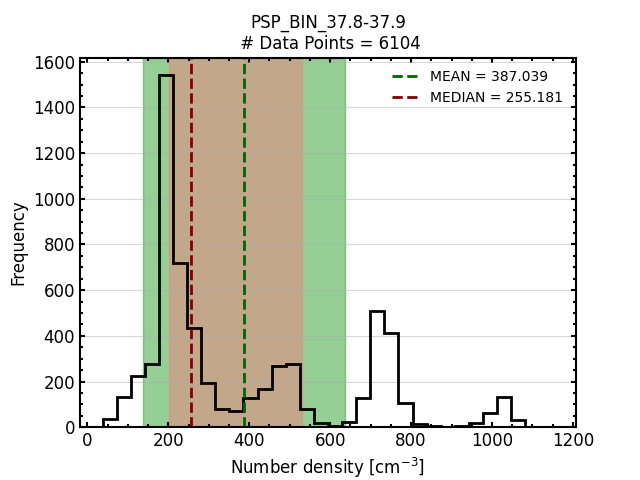 PSP_BIN_37.8-37.9
# Data Points = 6104
MEAN = 387.039
MEDIAN = 255.181
Frequency
1600
1400
1200
1000
800
600
400
200
0
0 200 400 600 800 1000 1200
Number density [cm⁻³]